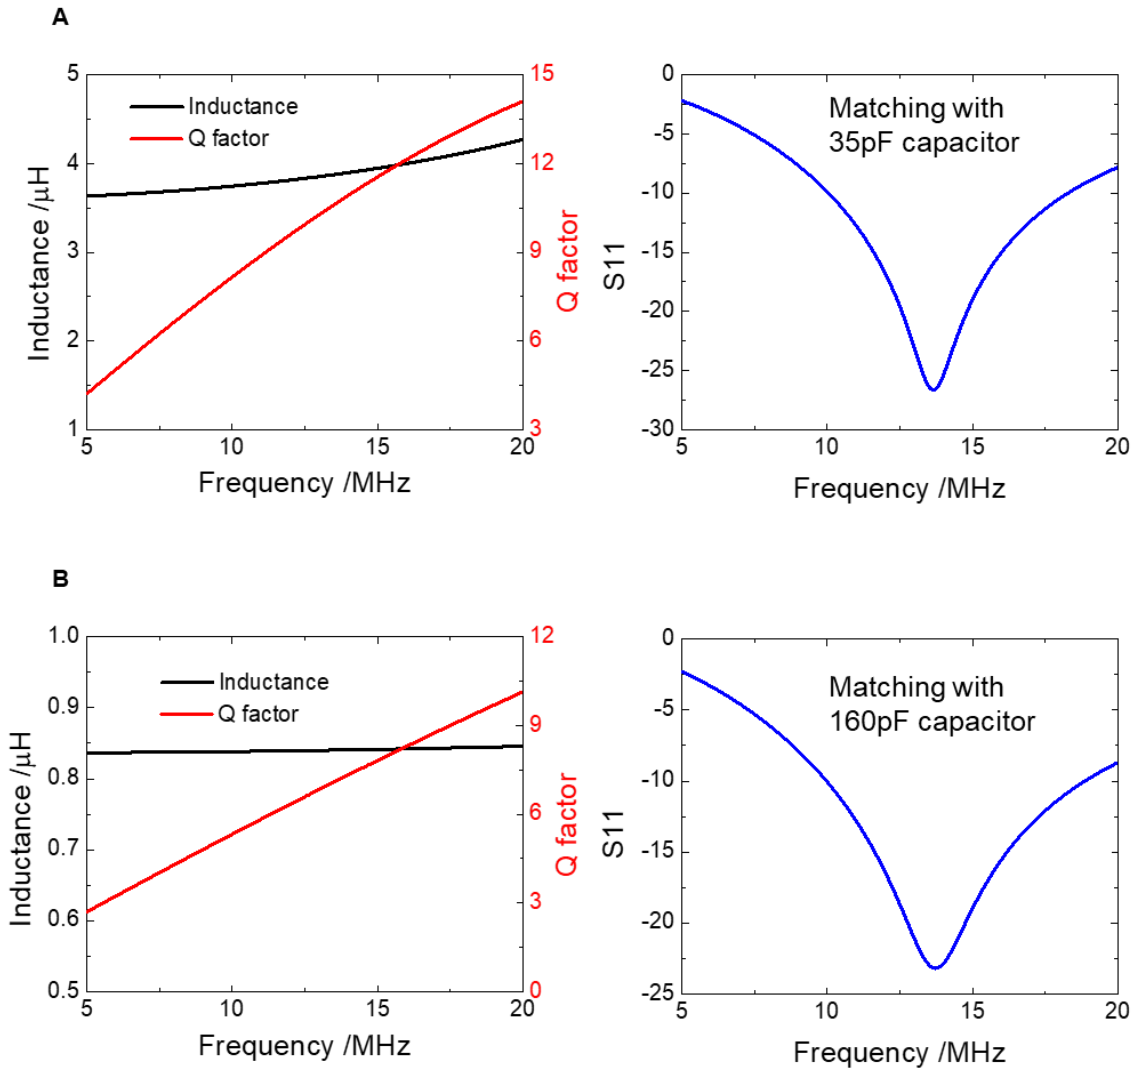 A
5
4
3
2
1
Inductance /μH
Inductance
Q factor
15
12
9
6
3
Q factor
5
10
15
20
Frequency /MHz
0
-5
-10
-15
-20
-25
-30
S11
Matching with
35pF capacitor
5
10
15
20
Frequency /MHz
B
1.0
0.9
0.8
0.7
0.6
0.5
Inductance /μH
Inductance
Q factor
12
9
6
3
0
Q factor
5
10
15
20
Frequency /MHz
0
-5
-10
-15
-20
-25
S11
Matching with
160pF capacitor
5
10
15
20
Frequency /MHz